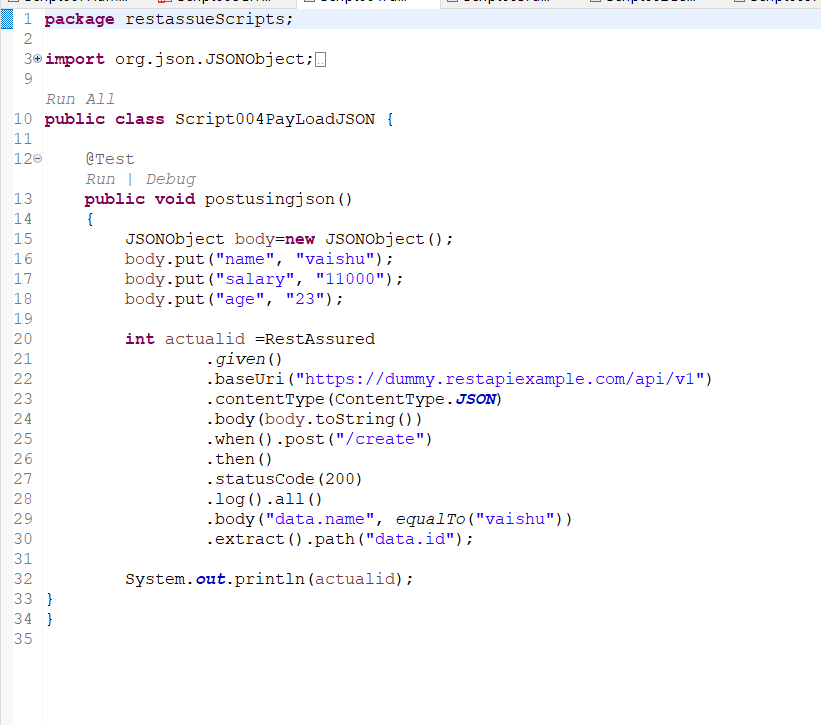 1 package restassueScripts;
2
3 import org.json.JSONObject;
9
Run All
10 public class Script004PayLoadJSON {
11
12 @Test
Run | Debug
13 public void postusingjson()
14 {
15 JSONObject body=new JSONObject();
16 body.put("name", "vaishu");
17 body.put("salary", "11000");
18 body.put("age", "23");
19
20 int actualid =RestAssured
21 .given()
22 .baseUri("https://dummy.restapiexample.com/api/v1")
23 .contentType(ContentType.JSON)
24 .body(body.toString())
25 .when().post("/create")
26 .then()
27 .statusCode(200)
28 .log().all()
29 .body("data.name", equalTo("vaishu"))
30 .extract().path("data.id");
31
32 System.out.println(actualid);
33 }
34 }
35